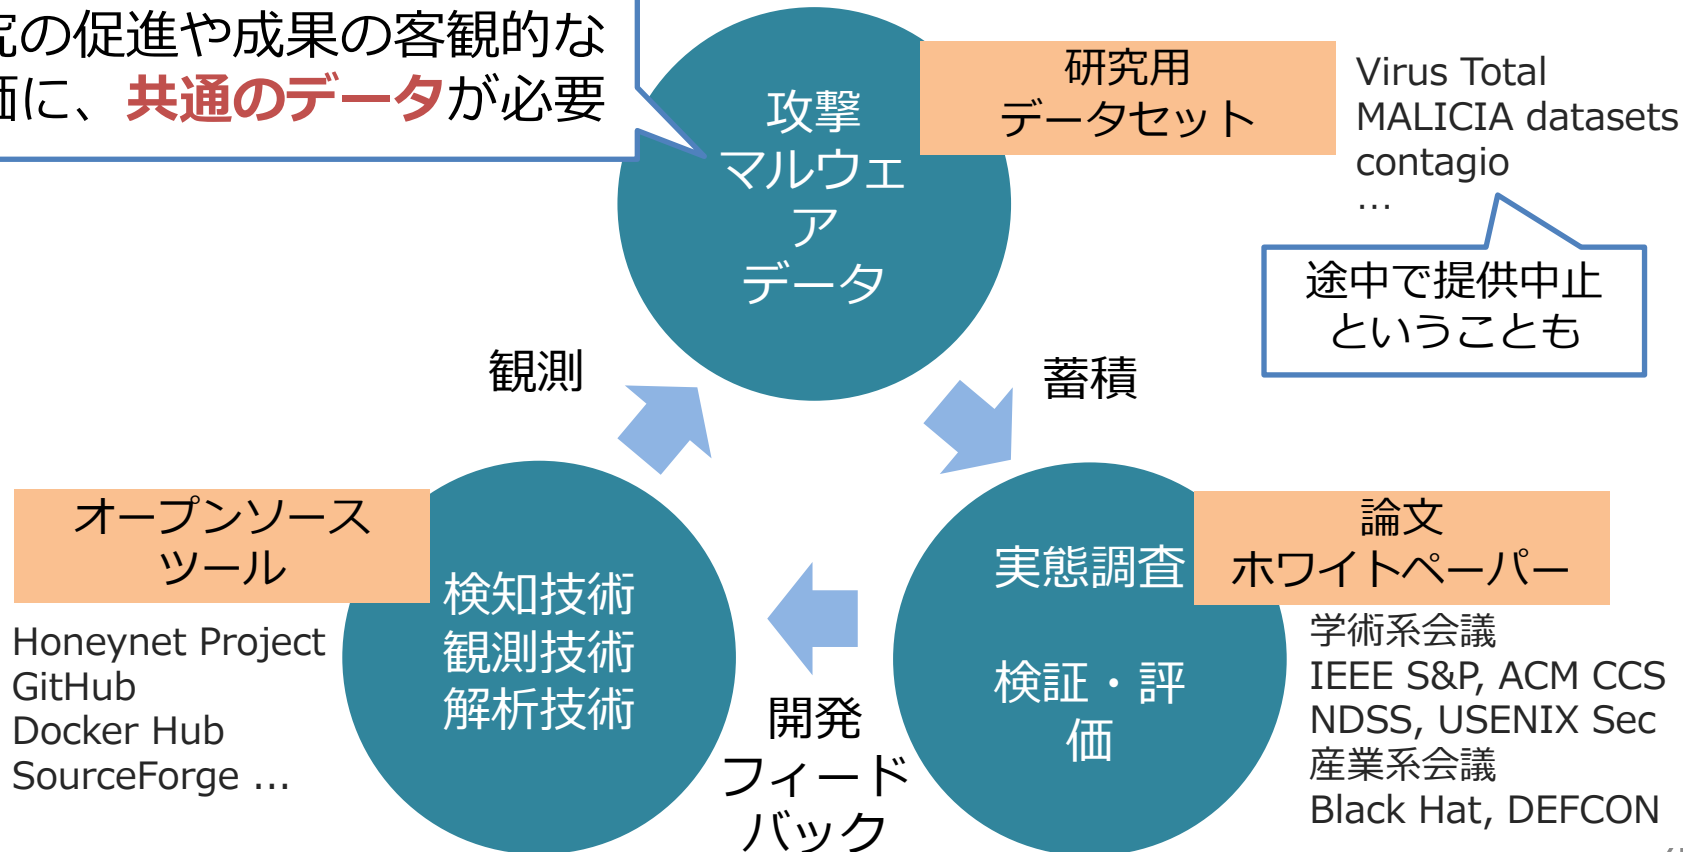 究の促進や成果の客観的な
価に、共通のデータが必要
攻撃
マルウェ
ア
データ
研究用
データセット
Virus Total
MALICIA datasets
contagio
…
途中で提供中止
ということも
観測
蓄積
オープンソース
ツール
検知技術
観測技術
解析技術
Honeynet Project
GitHub
Docker Hub
SourceForge …
開発
フィード
バック
実態調査
検証・評
価
論文
ホワイトペーパー
学術系会議
IEEE S&P, ACM CCS
NDSS, USENIX Sec
産業系会議
Black Hat, DEFCON